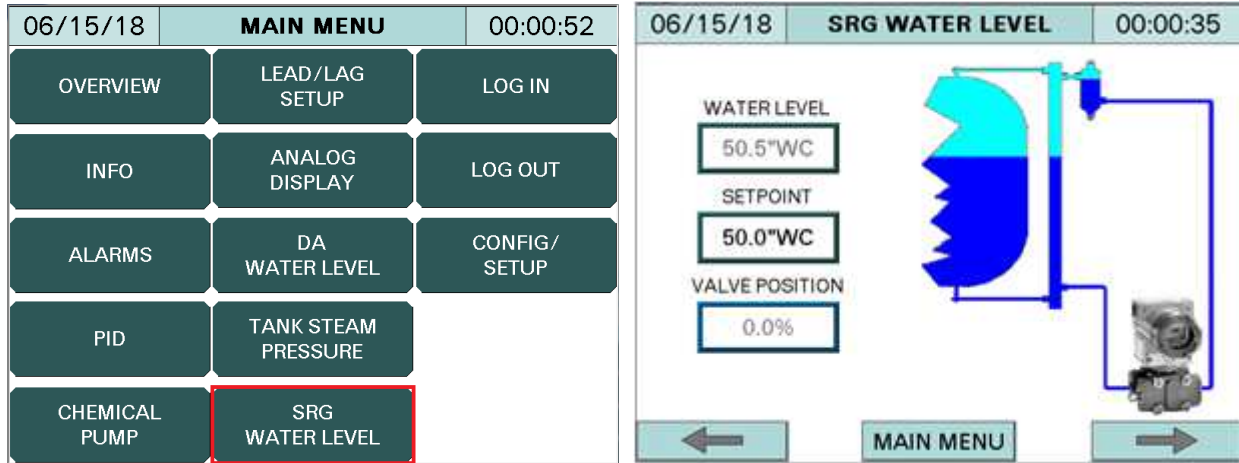 06/15/18 MAIN MENU 00:00:52
OVERVIEW
LEAD/LAG
SETUP
LOG IN
INFO
ANALOG
DISPLAY
LOG OUT
ALARMS
DA
WATER LEVEL
CONFIG/
SETUP
PID
TANK STEAM
PRESSURE
CHEMICAL
PUMP
SRG
WATER LEVEL
06/15/18 SRG WATER LEVEL 00:00:35
WATER LEVEL
50.5"WC
SETPOINT
50.0"WC
VALVE POSITION
0.0%
MAIN MENU